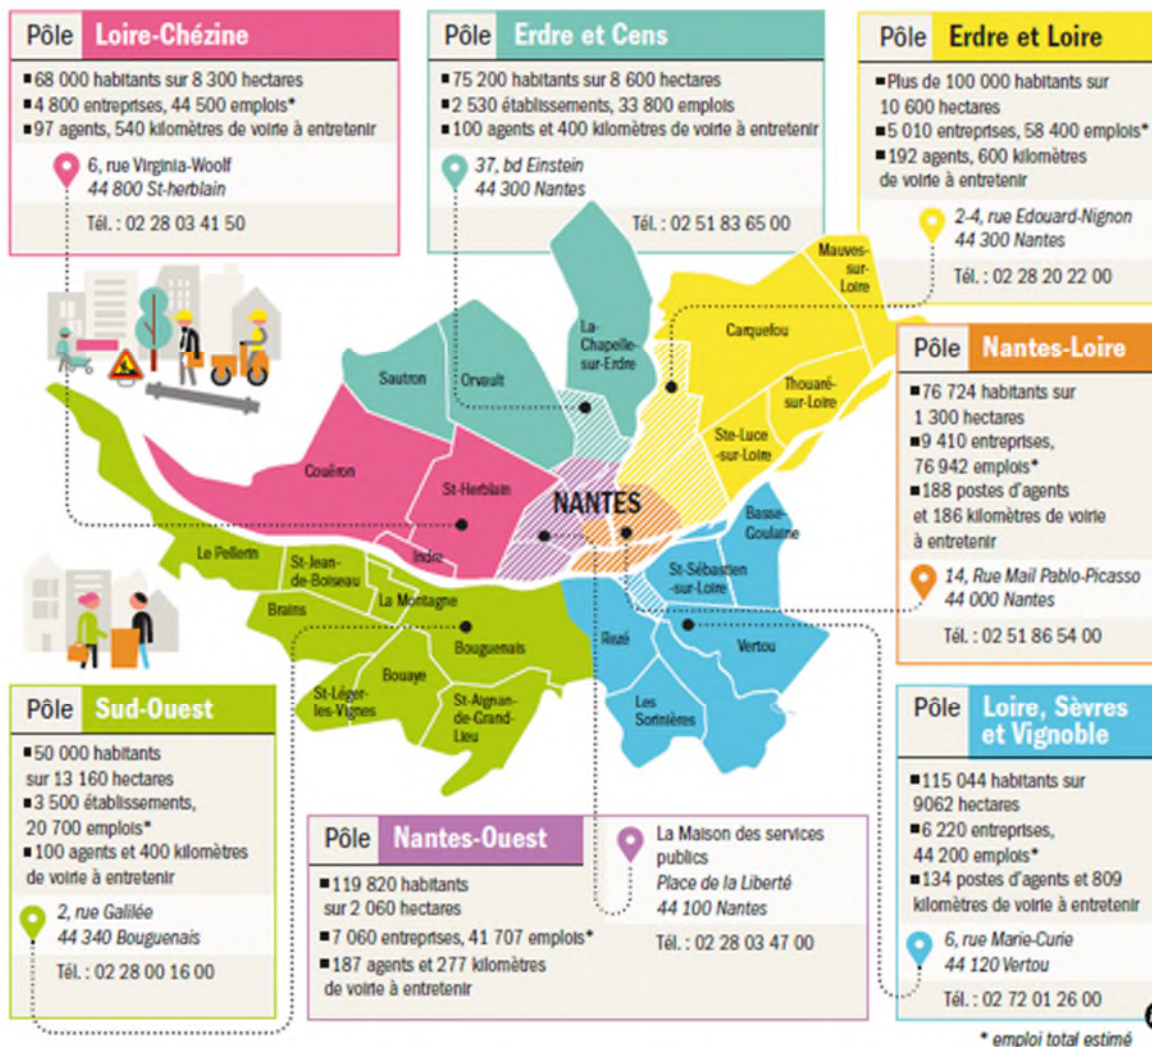 Pôle Loire-Chézine
■ 68 000 habitants sur 8 300 hectares
■ 4 800 entreprises, 44 500 emplois*
■ 97 agents, 540 kilomètres de voirie à entretenir
6, rue Virginia-Woolf
44 800 St-herblain
Tél. : 02 28 03 41 50
Pôle Erdre et Cens
■ 75 200 habitants sur 8 600 hectares
■ 2 530 établissements, 33 800 emplois
■ 100 agents et 400 kilomètres de voirie à entretenir
37, bd Einstein
44 300 Nantes
Tél. : 02 51 83 65 00
Pôle Erdre et Loire
■ Plus de 100 000 habitants sur
10 600 hectares
■ 5 010 entreprises, 58 400 emplois*
■ 192 agents, 600 kilomètres
de voirie à entretenir
2-4, rue Edouard-Nignon
44 300 Nantes
Tél. : 02 28 20 22 00
Mauves-
sur-
Loire
Carquefou
La-
Chapelle-
sur-Erdre
Sautron
Orvault
Thouaré-
sur-Loire
Ste-Luce
-sur-Loire
Couëron
St-Herblain
NANTES
Basse-
Goulaine
Indre
Le Pellerin
St-Jean-
de-Boiseau
St-Sébastien
-sur-Loire
Brains
La Montagne
Bouguenais
Rezé
Vertou
Bouaye
St-Léger-
les-Vignes
St-Aignan-
de-Grand-
Lieu
Les
Sorinières
Pôle Nantes-Loire
■ 76 724 habitants sur
1 300 hectares
■ 9 410 entreprises,
76 942 emplois*
■ 188 postes d'agents
et 186 kilomètres de voirie
à entretenir
14, Rue Mail Pablo-Picasso
44 000 Nantes
Tél. : 02 51 86 54 00
Pôle Sud-Ouest
■ 50 000 habitants
sur 13 160 hectares
■ 3 500 établissements,
20 700 emplois*
■ 100 agents et 400 kilomètres
de voirie à entretenir
2, rue Galilée
44 340 Bouguenais
Tél. : 02 28 00 16 00
Pôle Nantes-Ouest
■ 119 820 habitants
sur 2 060 hectares
■ 7 060 entreprises, 41 707 emplois*
■ 187 agents et 277 kilomètres
de voirie à entretenir
La Maison des services
publics
Place de la Liberté
44 100 Nantes
Tél. : 02 28 03 47 00
Pôle Loire, Sèvres
et Vignoble
■ 115 044 habitants sur
9062 hectares
■ 6 220 entreprises,
44 200 emplois*
■ 134 postes d'agents et 809
kilomètres de voirie à entretenir
6, rue Marie-Curie
44 120 Vertou
Tél. : 02 72 01 26 00
* emploi total estimé